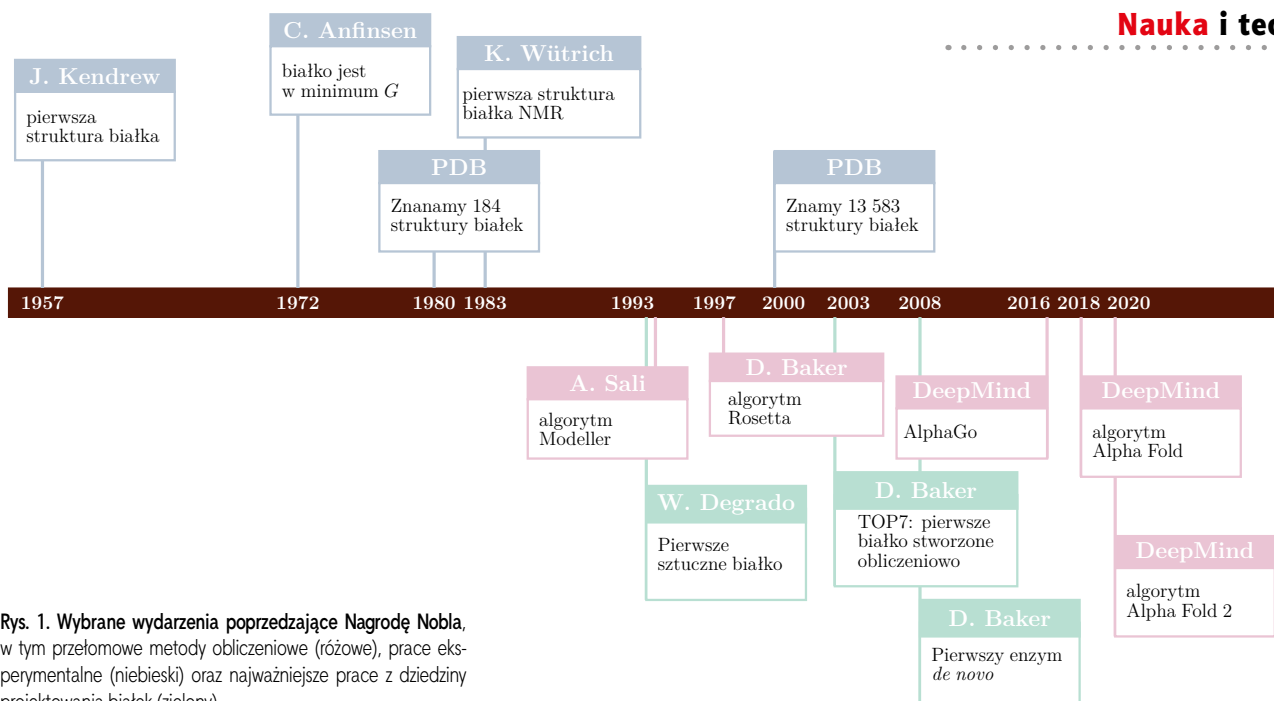 Nauka i tec
C. Anfinsen
białko jest
w minimum G
K. Wütrich
pierwsza struktura
białka NMR
J. Kendrew
pierwsza
struktura białka
PDB
Znanamy 184
struktury białek
PDB
Znamy 13 583
struktury białek
1957 1972 1980 1983 1993 1997 2000 2003 2008 2016 2018 2020
A. Sali
algorytm
Modeller
D. Baker
algorytm
Rosetta
DeepMind
AlphaGo
DeepMind
algorytm
Alpha Fold
W. Degrado
Pierwsze
sztuczne białko
D. Baker
TOP7: pierwsze
białko stworzone
obliczeniowo
DeepMind
algorytm
Alpha Fold 2
D. Baker
Pierwszy enzym
de novo
Rys. 1. Wybrane wydarzenia poprzedzające Nagrodę Nobla,
w tym przełomowe metody obliczeniowe (różowe), prace eks-
perymentalne (niebieski) oraz najważniejsze prace z dziedziny
projektowania białek (zielony)